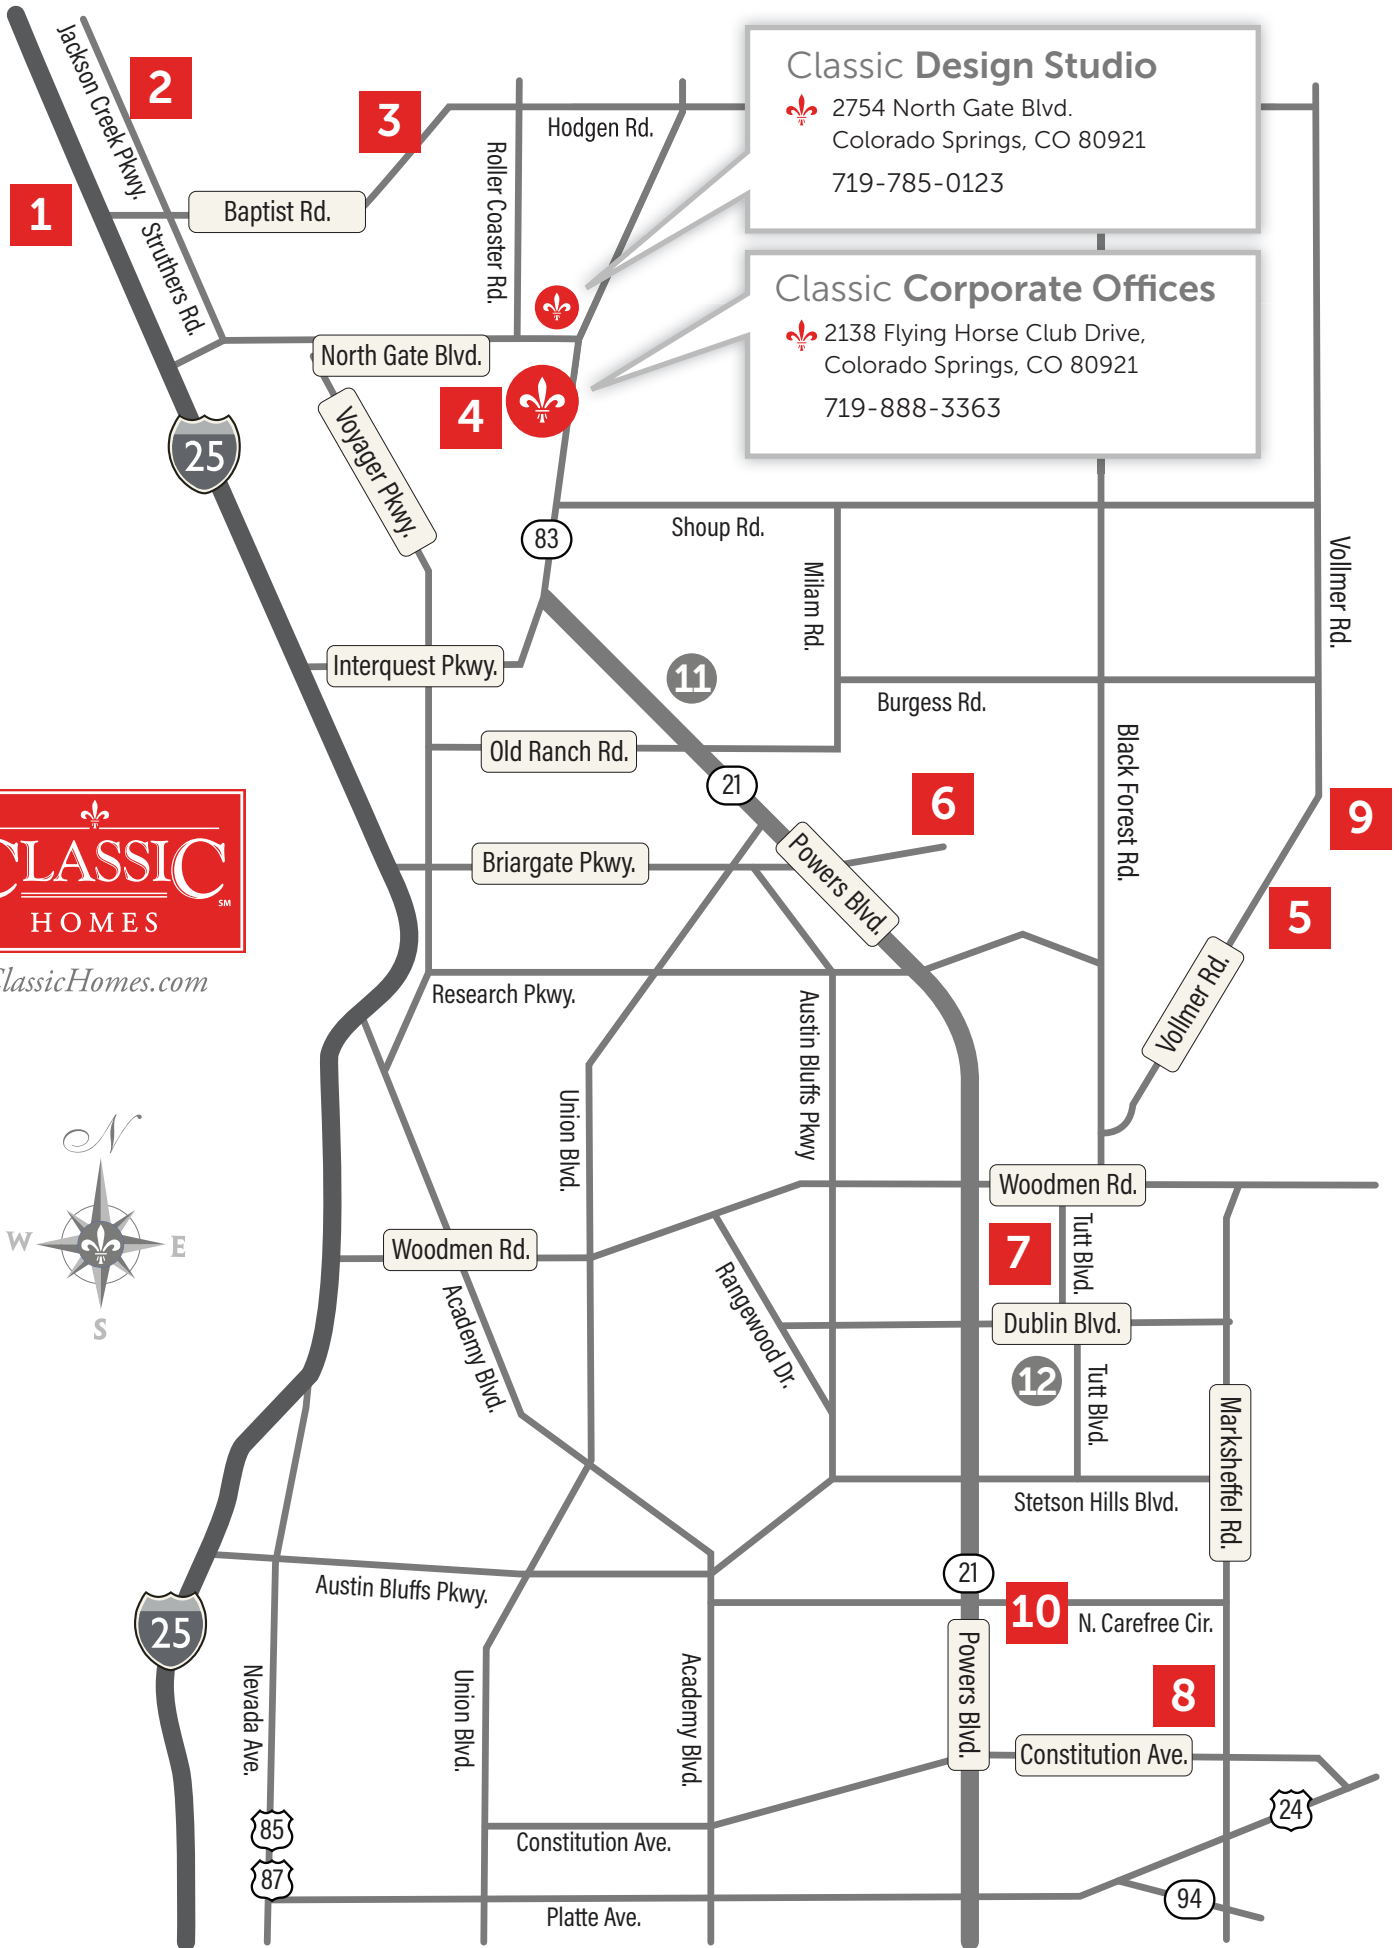 Jackson Creek Pkwy.
2
3
Hodgen Rd.
Classic Design Studio
2754 North Gate Blvd.
Colorado Springs, CO 80921
719-785-0123
1
Baptist Rd.
Struthers Rd.
Roller Coaster Rd.
Classic Corporate Offices
2138 Flying Horse Club Drive,
Colorado Springs, CO 80921
719-888-3363
North Gate Blvd.
4
Voyager Pkwy.
25
83
Shoup Rd.
Milam Rd.
Vollmer Rd.
Interquest Pkwy.
11
Burgess Rd.
Old Ranch Rd.
21
Black Forest Rd.
6
9
CLASSIC
SM
HOMES
ClassicHomes.com
Briargate Pkwy.
Powers Blvd.
5
Research Pkwy.
Vollmer Rd.
Austin Bluffs Pkwy
Union Blvd.
N
W
E
S
Woodmen Rd.
Woodmen Rd.
7
Tutt Blvd.
Rangewood Dr.
Academy Blvd.
Dublin Blvd.
12
Tutt Blvd.
Marksheffel Rd.
Stetson Hills Blvd.
21
Austin Bluffs Pkwy.
10
N. Carefree Cir.
25
Nevada Ave.
Union Blvd.
Academy Blvd.
Powers Blvd.
8
Constitution Ave.
24
85
Constitution Ave.
87
94
Platte Ave.